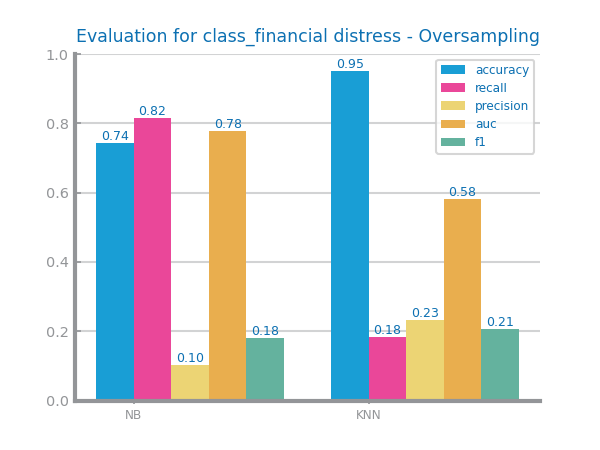 Evaluation for class_financial distress - Oversampling
1.0
0.8
0.6
0.4
0.2
0.0
0.74
0.82
0.10
0.78
0.18
0.95
0.18
0.23
0.58
0.21
accuracy
recall
precision
auc
f1
NB
KNN